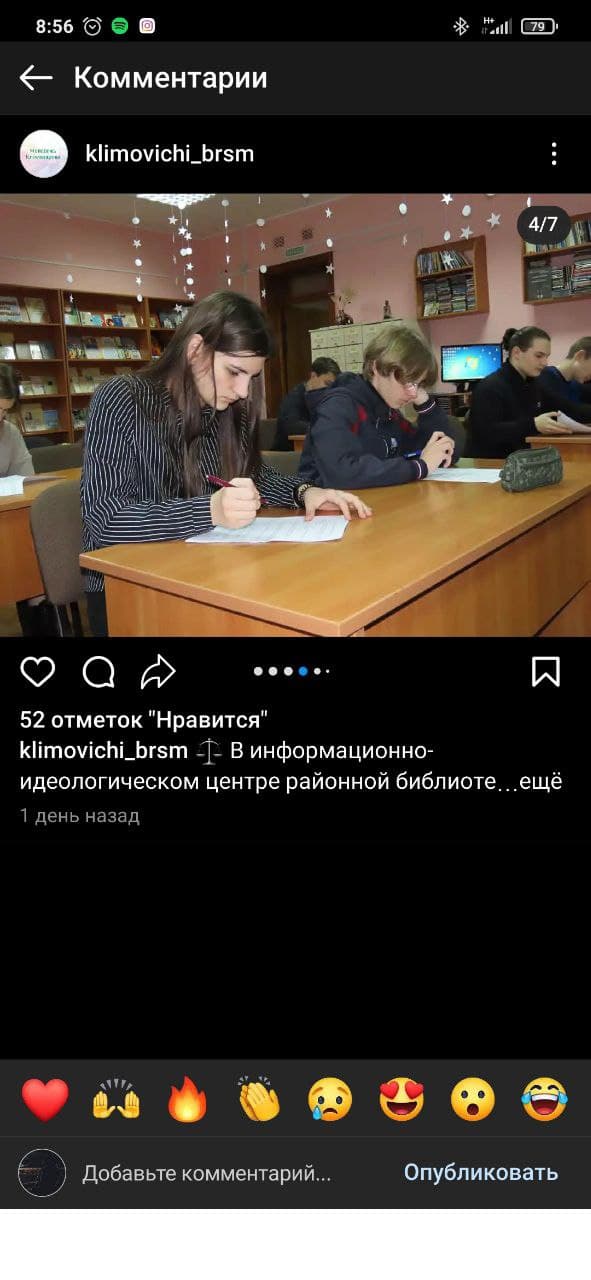 8:56
H+
79
Комментарии
klimovichi_brsm
4/7
52 отметок "Нравится"
klimovichi_brsm ⚖ В информационно-
идеологическом центре районной библиоте...ещё
1 день назад
Добавьте комментарий...
Опубликовать